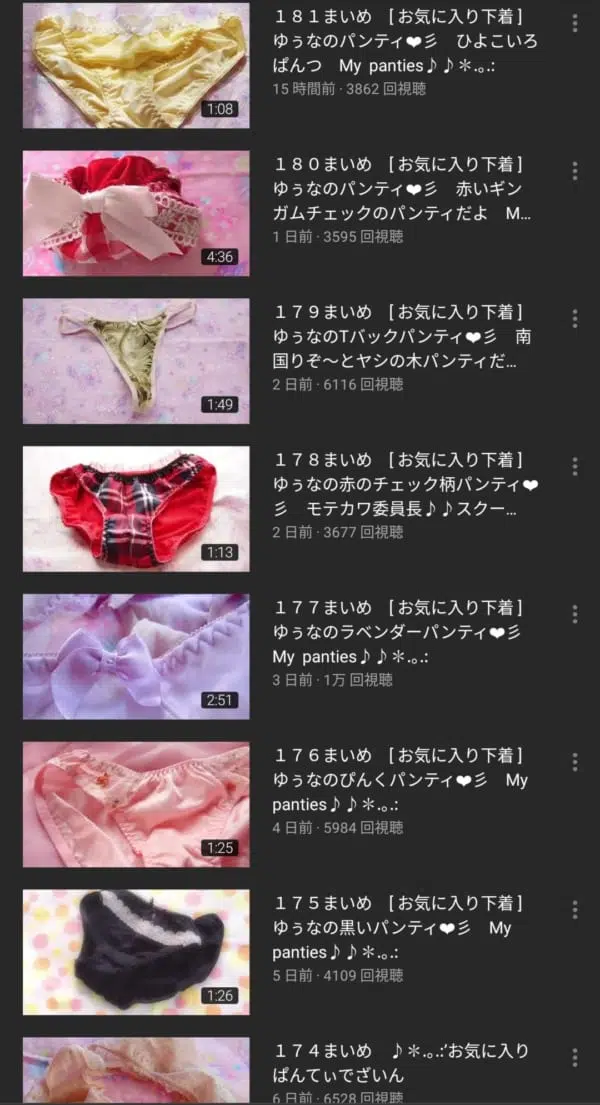 181まいめ [お気に入り下着]
ゆぅなのパンティ❤彡 ひよこいろ
ぱんつ My panties♪♪✽.。.:
15 時間前 · 3862 回視聴
1:08
180まいめ [お気に入り下着]
ゆぅなのパンティ❤彡 赤いギン
ガムチェックのパンティだよ M…
1 日前 · 3595 回視聴
4:36
179まいめ [お気に入り下着]
ゆぅなのTバックパンティ❤彡 南
国りぞ〜とヤシの木パンティだ…
2 日前 · 6116 回視聴
1:49
178まいめ [お気に入り下着]
ゆぅなの赤のチェック柄パンティ❤
彡 モテカワ委員長♪♪スクー…
2 日前 · 3677 回視聴
1:13
177まいめ [お気に入り下着]
ゆぅなのラベンダーパンティ❤彡
My panties♪♪✽.。.:
3 日前 · 1万 回視聴
2:51
176まいめ [お気に入り下着]
ゆぅなのぴんくパンティ❤彡 My
panties♪♪✽.。.:
4 日前 · 5984 回視聴
1:25
175まいめ [お気に入り下着]
ゆぅなの黒いパンティ❤彡 My
panties♪♪✽.。.:
5 日前 · 4109 回視聴
1:26
174まいめ ♪✽.。.:’お気に入り
ぱんてぃでざいん
6 日前 · 6528 回視聴